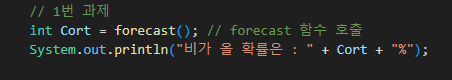 // 1번 과제
int Cort = forecast(); // forecast 함수 호출
System.out.println("비가 올 확률은 : " + Cort + "%");